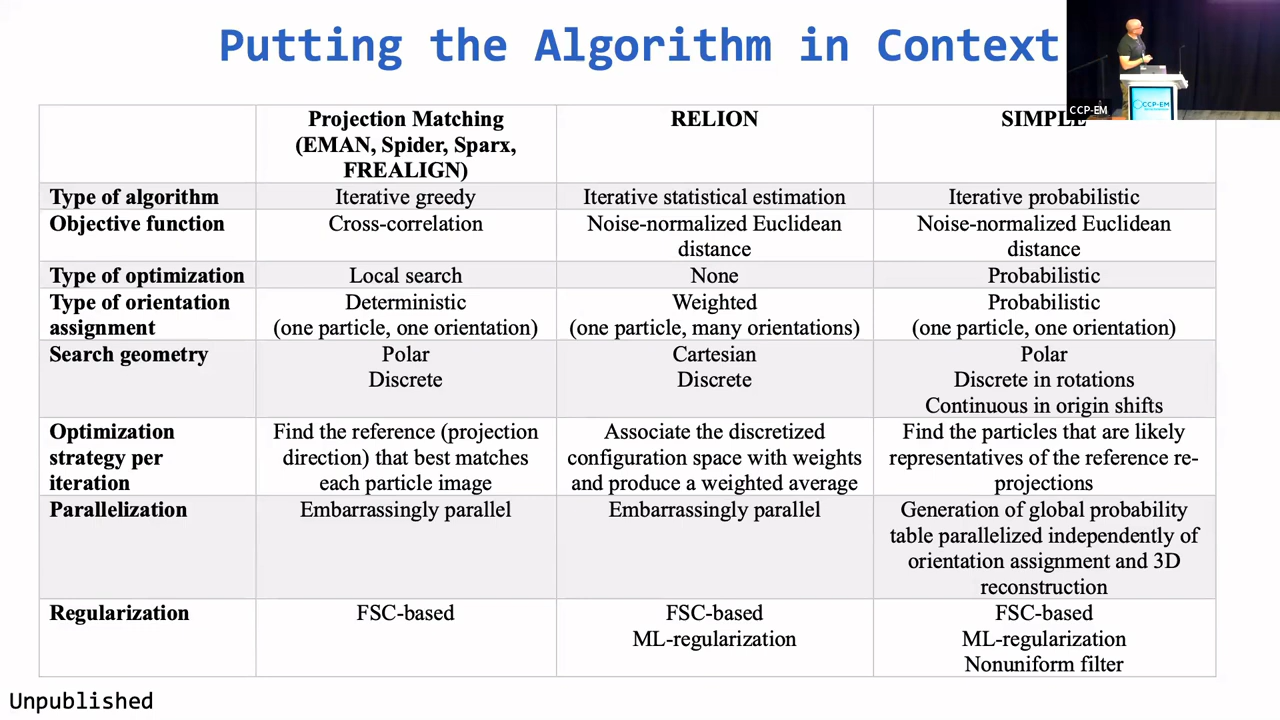 Putting the Algorithm in Context
CCP-EM
CCP-EM
Projection Matching
(EMAN, Spider, Sparx,
FREALIGN)
RELION
SIMPLE
Type of algorithm
Iterative greedy
Iterative statistical estimation
Iterative probabilistic
Objective function
Cross-correlation
Noise-normalized Euclidean
distance
Noise-normalized Euclidean
distance
Type of optimization
Local search
None
Probabilistic
Type of orientation
assignment
Deterministic
(one particle, one orientation)
Weighted
(one particle, many orientations)
Probabilistic
(one particle, one orientation)
Search geometry
Polar
Discrete
Cartesian
Discrete
Polar
Discrete in rotations
Continuous in origin shifts
Optimization
strategy per
iteration
Find the reference (projection
direction) that best matches
each particle image
Associate the discretized
configuration space with weights
and produce a weighted average
Find the particles that are likely
representatives of the reference re-
projections
Parallelization
Embarrassingly parallel
Embarrassingly parallel
Generation of global probability
table parallelized independently of
orientation assignment and 3D
reconstruction
Regularization
FSC-based
FSC-based
ML-regularization
FSC-based
ML-regularization
Nonuniform filter
Unpublished